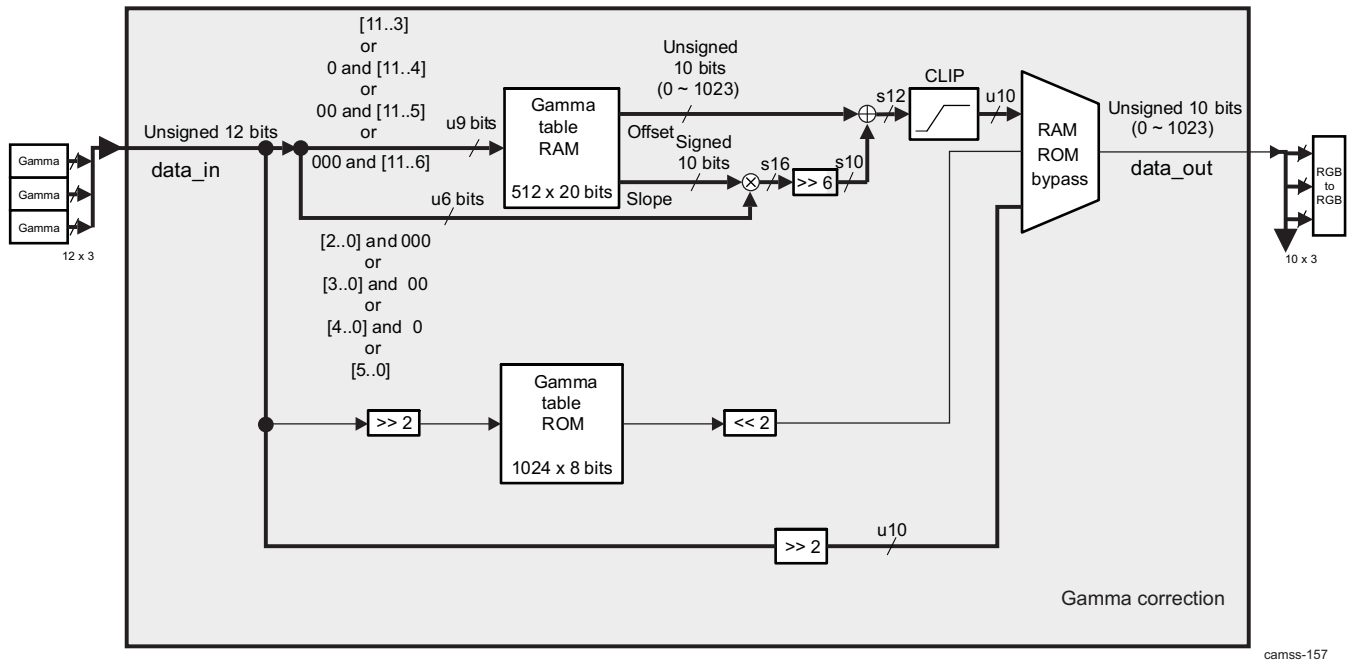 [11..3]
or
0 and [11..4]
or
00 and [11..5]
or
000 and [11..6]
Unsigned 12 bits
data_in
Gamma
Gamma
Gamma
12 x 3
u9 bits
u6 bits
[2..0] and 000
or
[3..0] and 00
or
[4..0] and 0
or
[5..0]
Gamma
table
RAM
512 x 20 bits
Unsigned
10 bits
(0 ~ 1023)
Offset
Signed
10 bits
Slope
s16
>> 6
s10
s12
CLIP
u10
RAM
ROM
bypass
Unsigned 10 bits
(0 ~ 1023)
data_out
RGB
to
RGB
10 x 3
>> 2
Gamma
table
ROM
1024 x 8 bits
<< 2
>> 2
u10
Gamma correction
camss-157